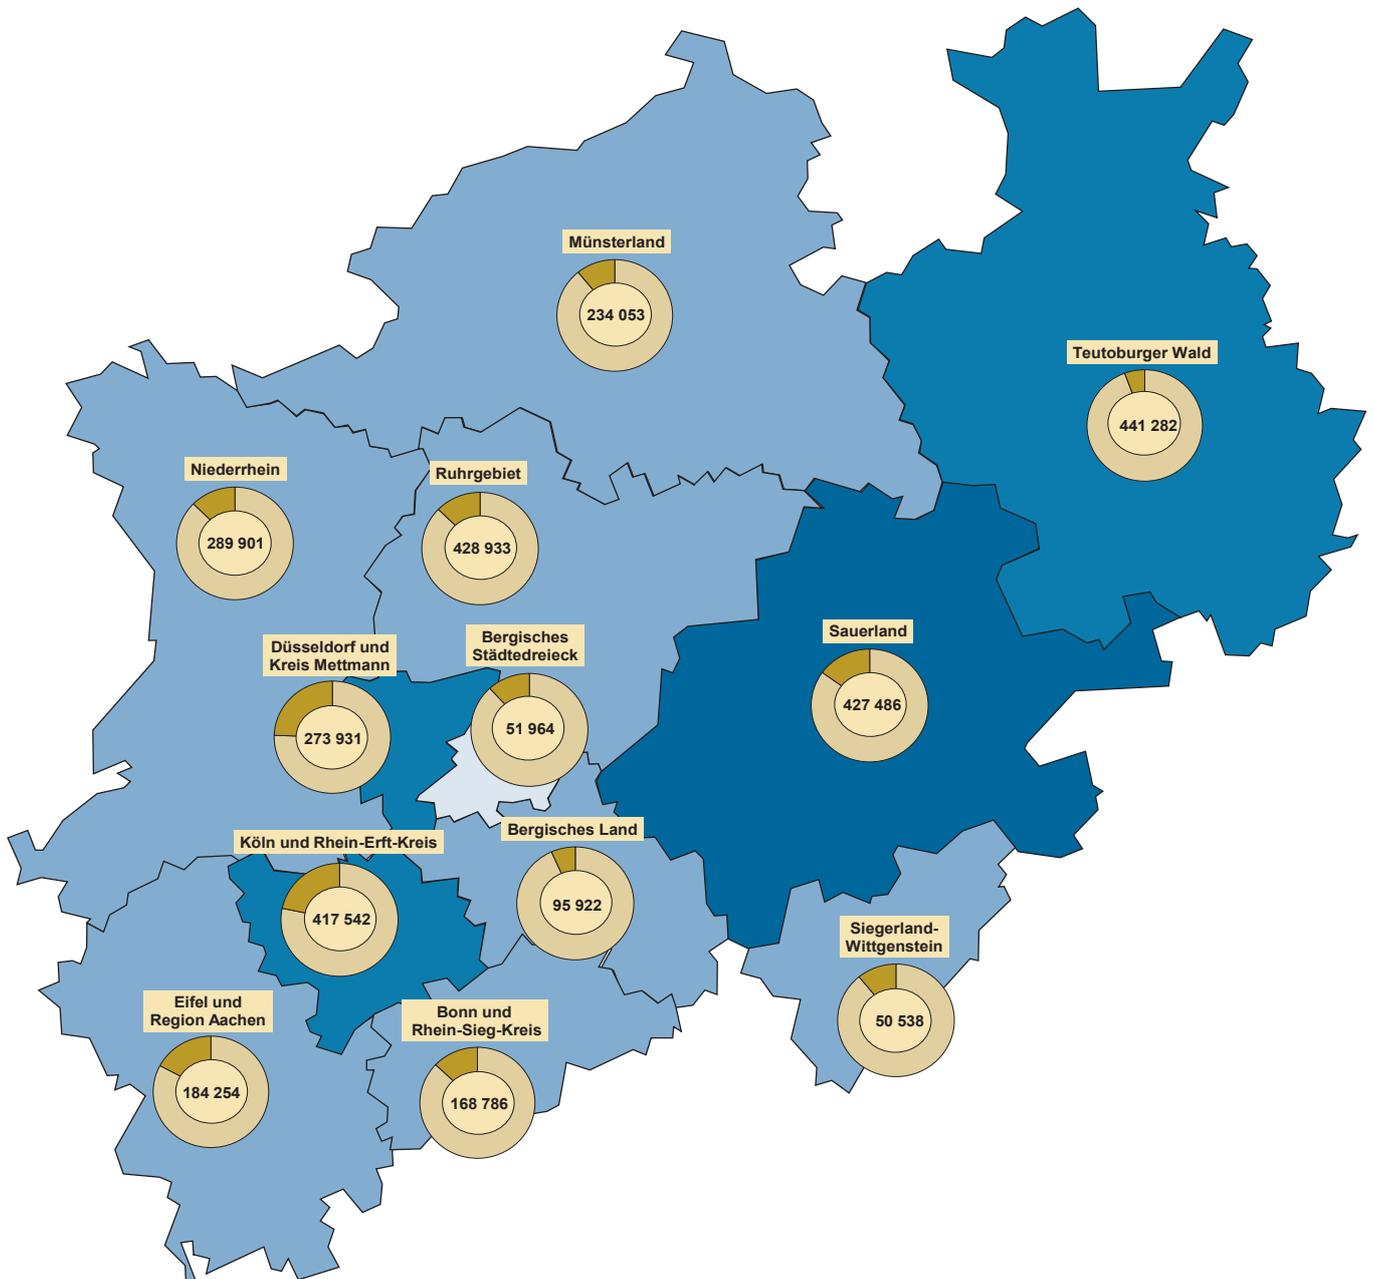 Münsterland
234 053
Teutoburger Wald
441 282
Niederrhein
289 901
Ruhrgebiet
428 933
Düsseldorf und
Kreis Mettmann
273 931
Bergisches
Städtedreieck
51 964
Sauerland
427 486
Köln und Rhein-Erft-Kreis
417 542
Bergisches Land
95 922
Siegerland-
Wittgenstein
50 538
Eifel und
Region Aachen
184 254
Bonn und
Rhein-Sieg-Kreis
168 786